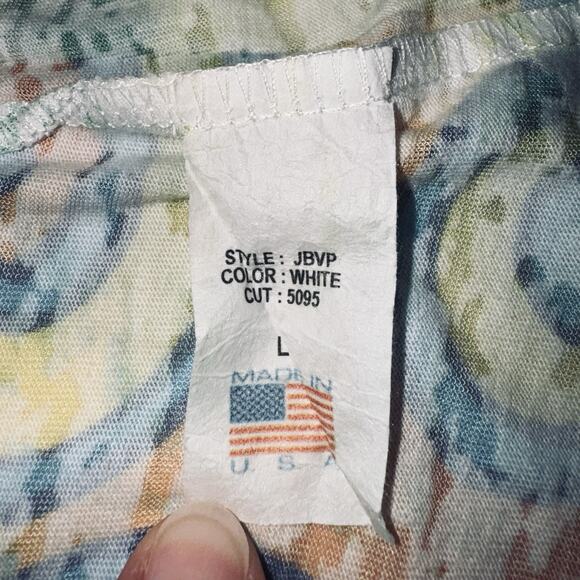 STYLE : JBVP
COLOR : WHITE
CUT : 5095
L
MADE IN
U. S. A